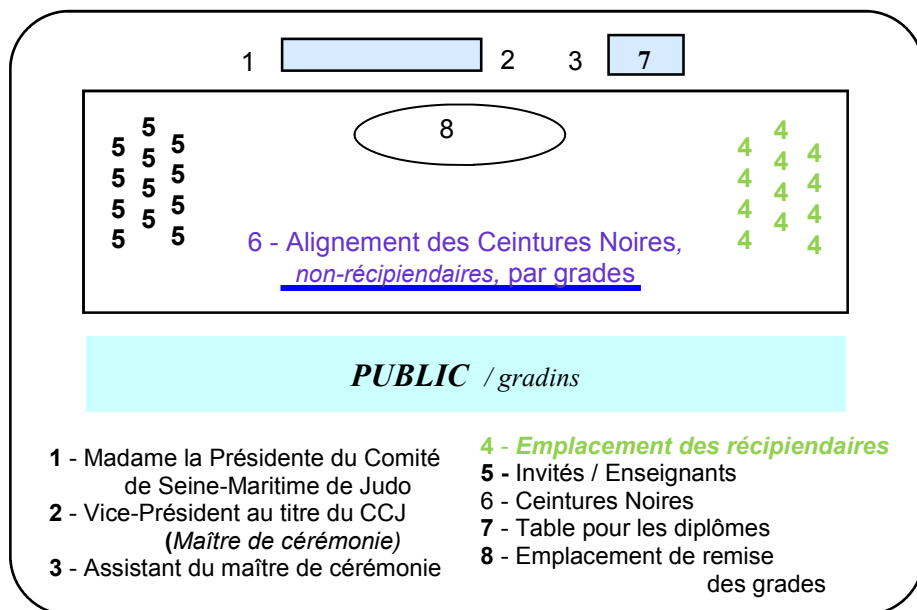 1 2 3 7
8
5 5 5
5 5 5
5 5 5
5 5 5
4 4 4
4 4 4
4 4 4
4 4
6 - Alignement des Ceintures Noires,
non-récipiendaires, par grades
PUBLIC / gradins
1 - Madame la Présidente du Comité
de Seine-Maritime de Judo
2 - Vice-Président au titre du CCJ
(Maître de cérémonie)
3 - Assistant du maître de cérémonie
4 - Emplacement des récipiendaires
5 - Invités / Enseignants
6 - Ceintures Noires
7 - Table pour les diplômes
8 - Emplacement de remise
des grades